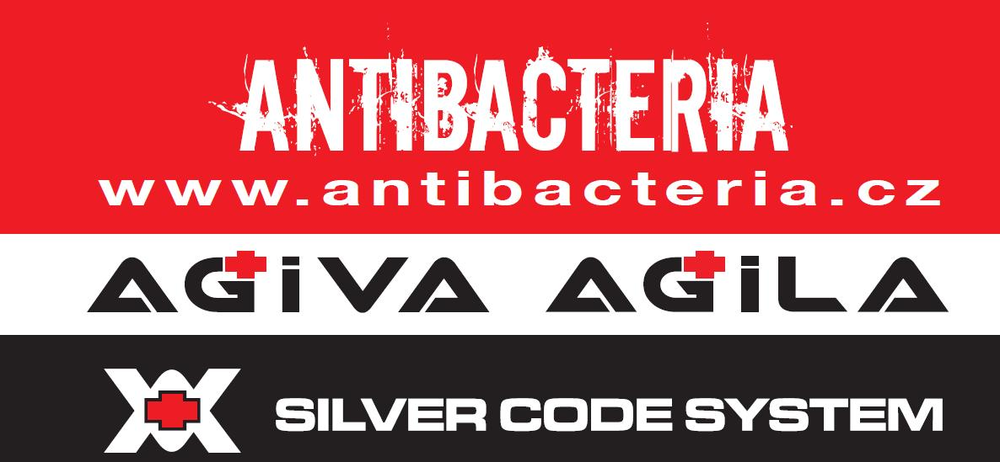 ANTIBACTERIA
www.antibacteria.cz
AGiVA AGiLA
SILVER CODE SYSTEM